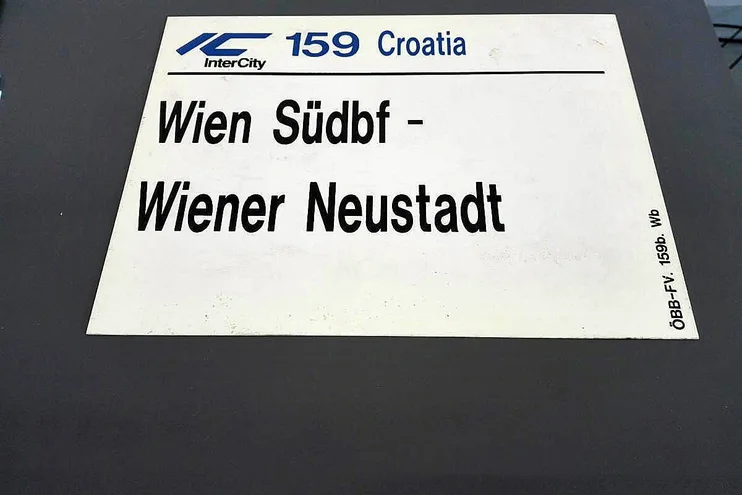 IC InterCity 159 Croatia
Wien Südbf -
Wiener Neustadt
ÖBB-FV. 159b. Wb